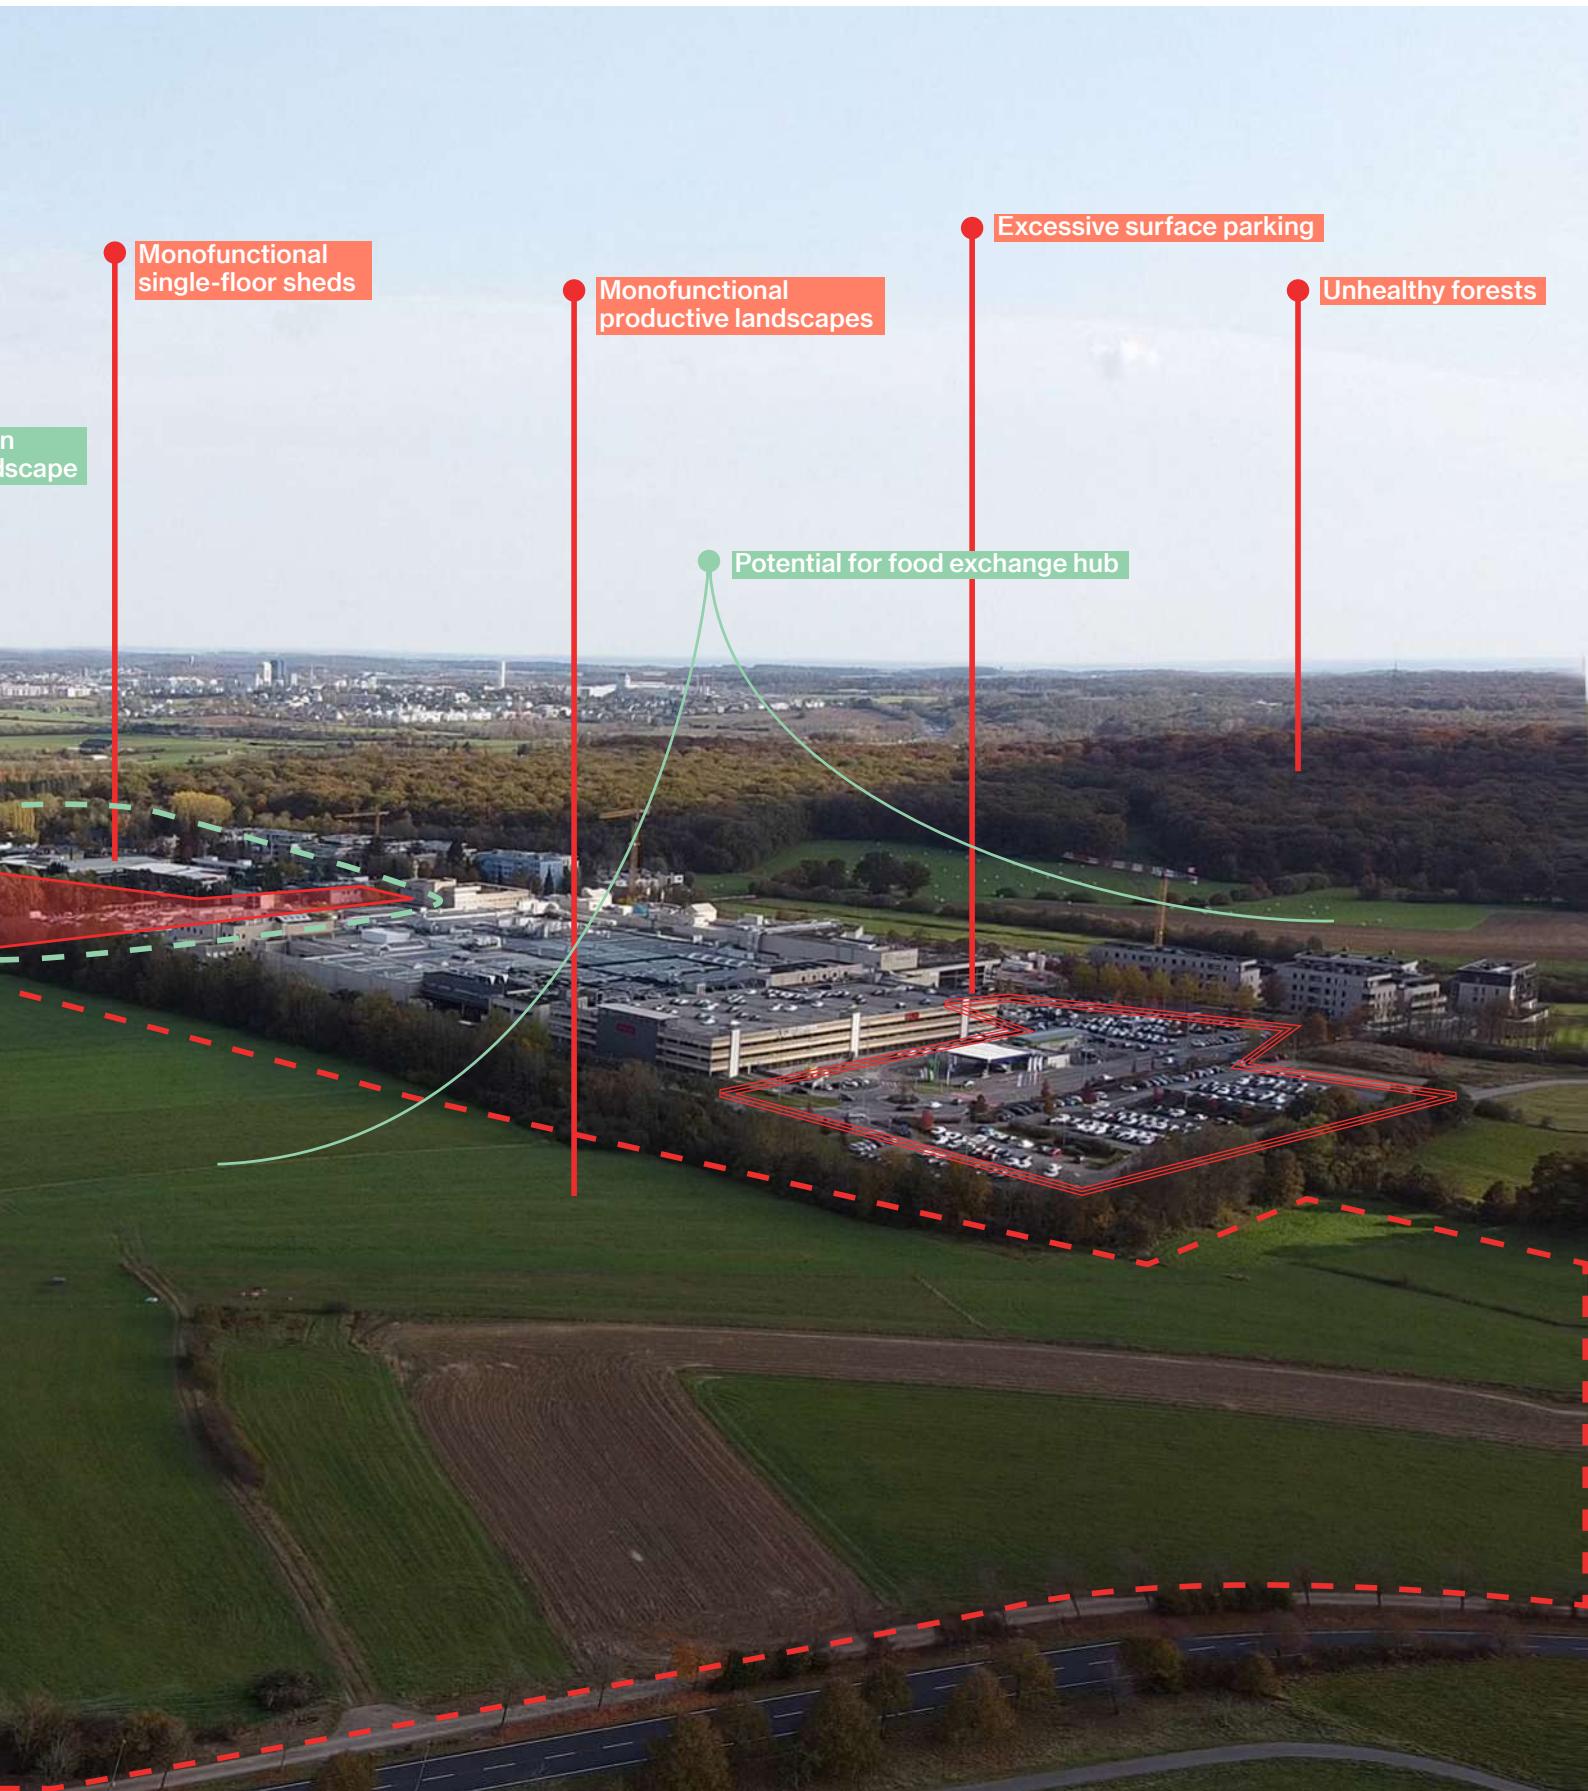 Excessive surface parking
Monofunctional
single-floor sheds
Monofunctional
productive landscapes
Unhealthy forests
Potential for food exchange hub